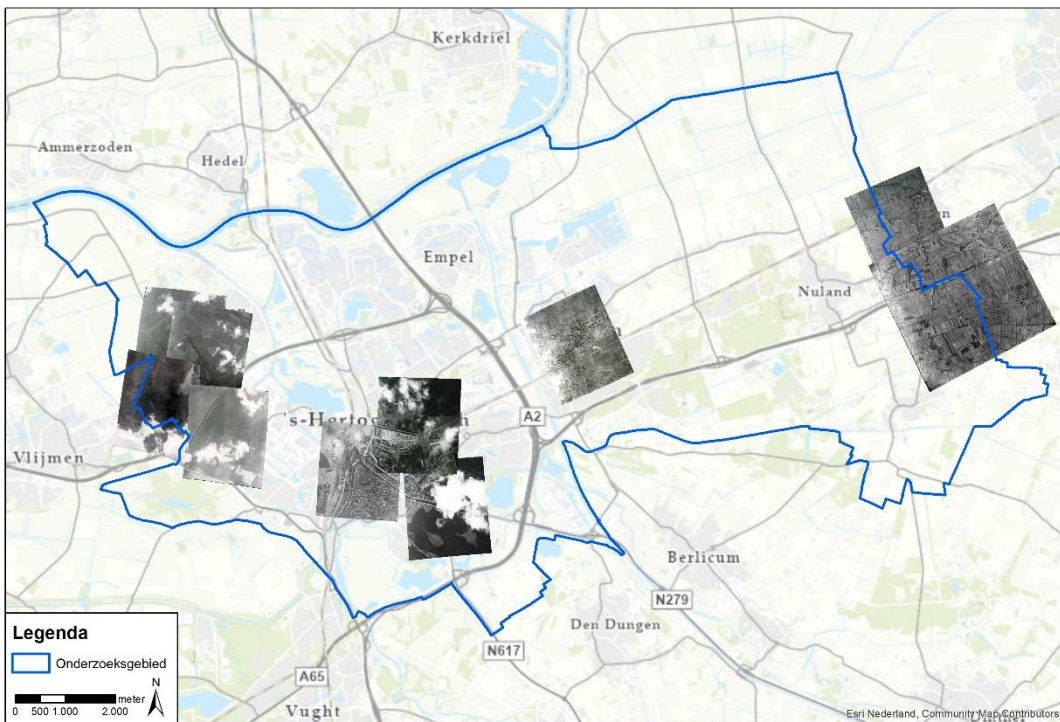 Kerkdriel
Ammerzoden
Hedel
Empel
Nuland
's-Hertog
A2
Vlijmen
Berlicum
N279
Den Dungen
N617
A65
Vught
Legenda
Onderzoeksgebied
N
meter
0 500 1.000 2.000
Esri Nederland, Community Map Contributors